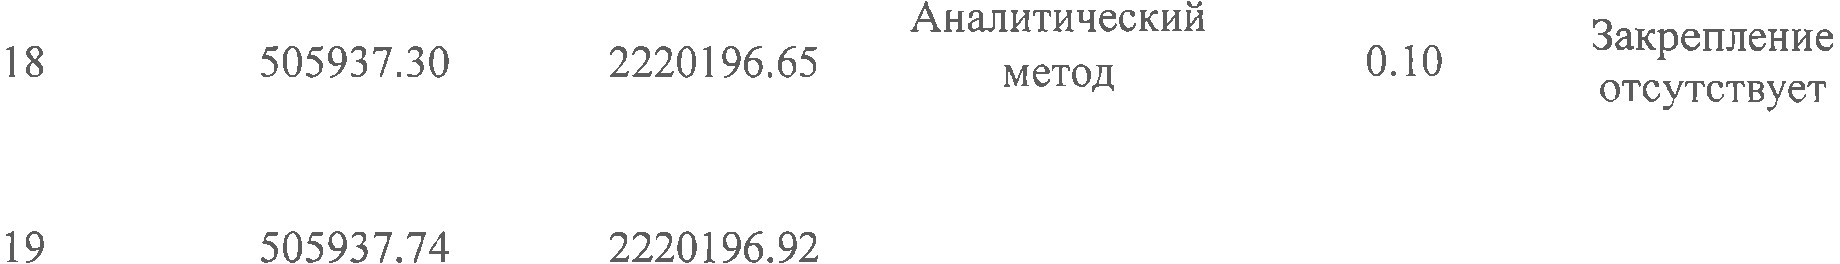 18 505937.30 2220196.65 Аналитический метод 0.10 Закрепление отсутствует
19 505937.74 2220196.92